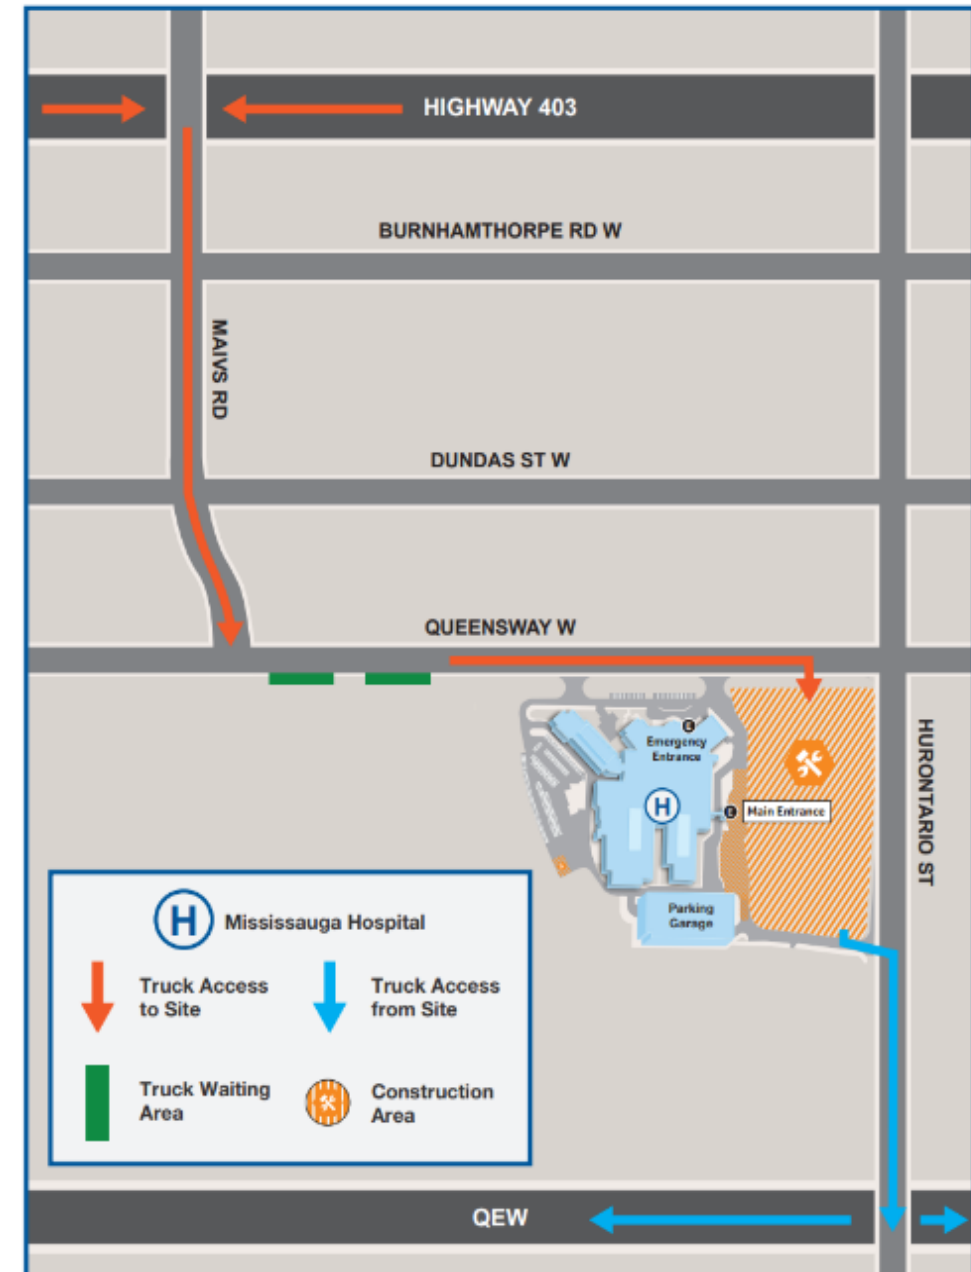 HIGHWAY 403
BURNHAMTHORPE RD W
MAIVS RD
DUNDAS ST W
QUEENSWAY W
HURONTARIO ST
E
Emergency
Entrance
H
E
Main Entrance
Parking
Garage
H
Mississauga Hospital
Truck Access
to Site
Truck Access
from Site
Truck Waiting
Area
Construction
Area
QEW